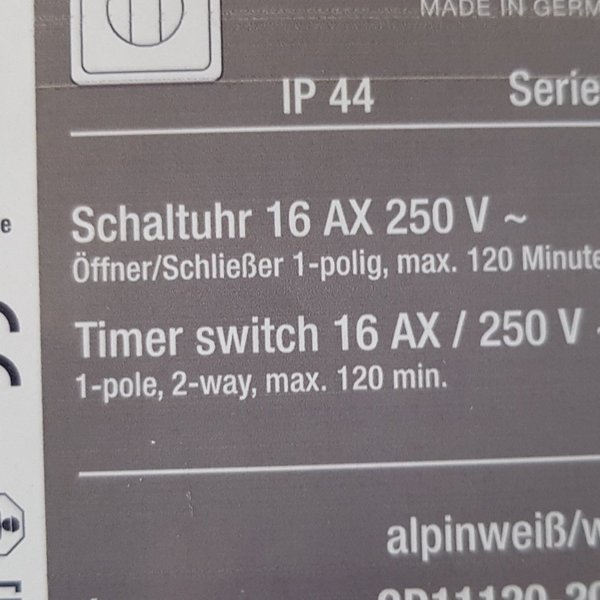 MADE IN GERM
IP 44
Serie
e
Schaltuhr 16 AX 250 V ~
Öffner/Schließer 1-polig, max. 120 Minute
Timer switch 16 AX / 250 V
1-pole, 2-way, max. 120 min.
alpinweiß/w